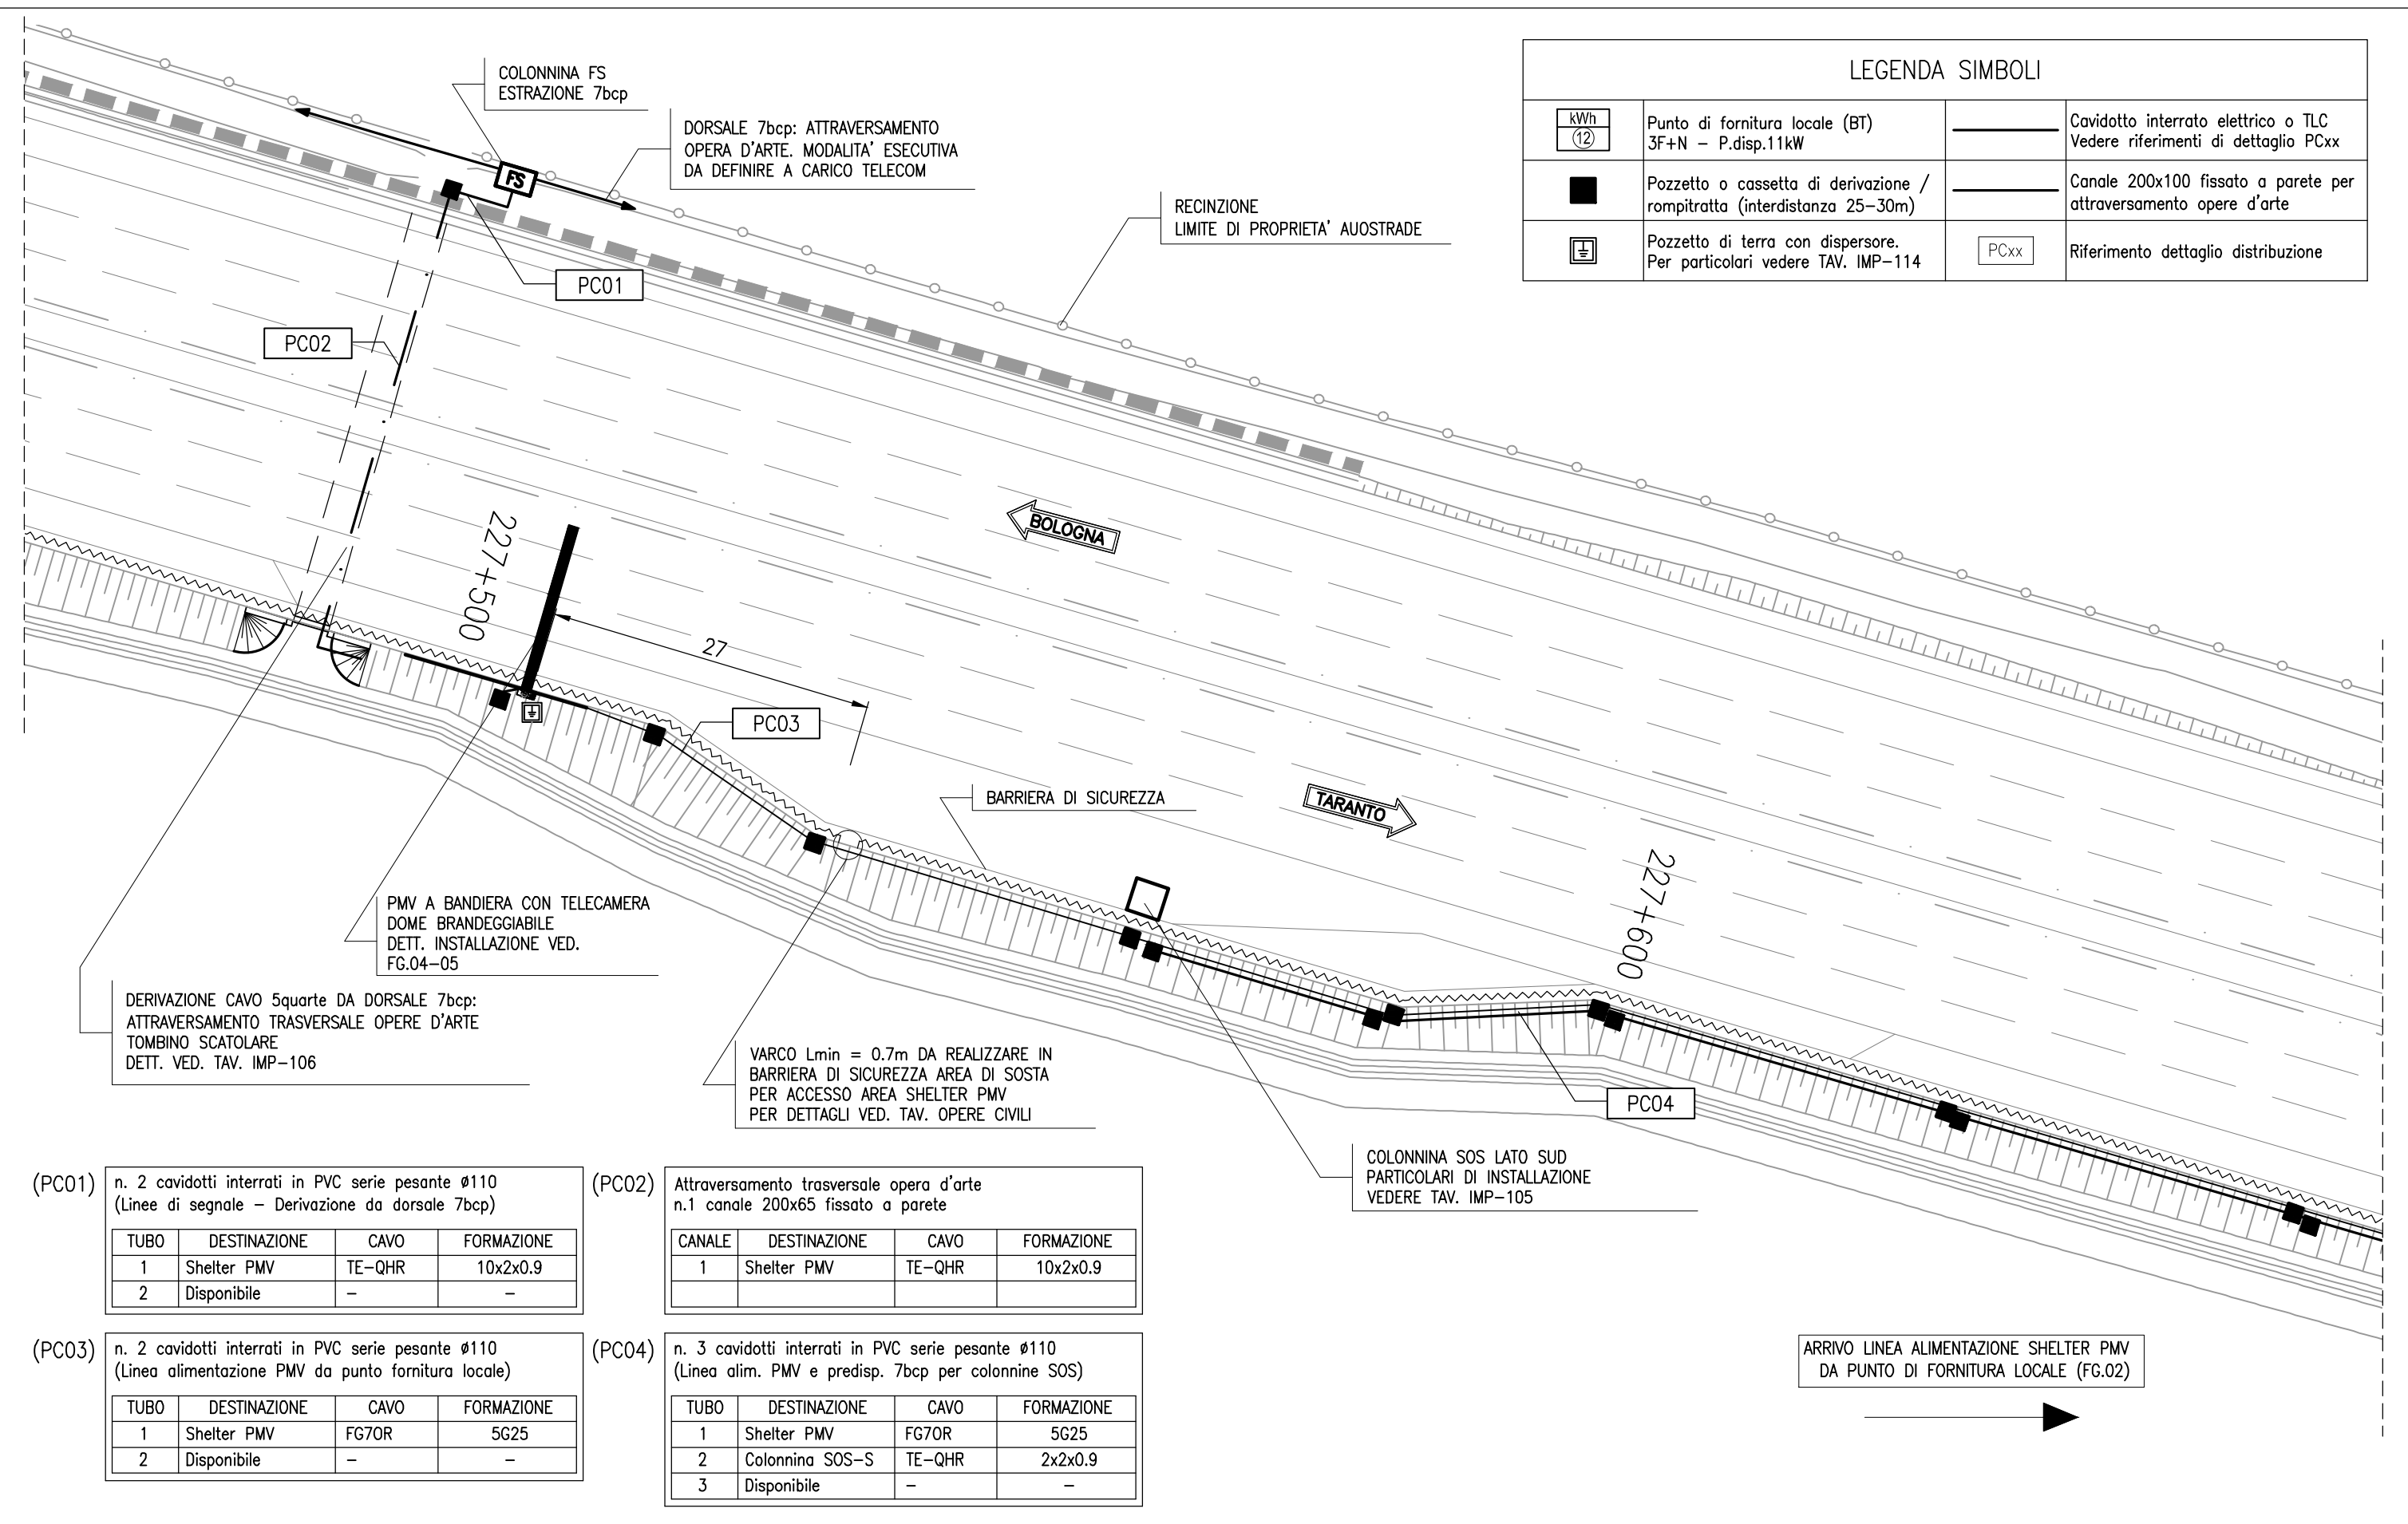 COLONNINA FS
ESTRAZIONE 7bcp
DORSALE 7bcp: ATTRAVERSAMENTO
OPERA D'ARTE. MODALITA' ESECUTIVA
DA DEFINIRE A CARICO TELECOM
RECINZIONE
LIMITE DI PROPRIETA' AUOSTRADE
LEGENDA SIMBOLI
kWh
12
Punto di fornitura locale (BT)
3F+N – P.disp.11kW
Cavidotto interrato elettrico o TLC
Vedere riferimenti di dettaglio PCxx
Pozzetto o cassetta di derivazione /
rompitratta (interdistanza 25–30m)
Canale 200x100 fissato a parete per
attraversamento opere d'arte
Pozzetto di terra con dispersore.
Per particolari vedere TAV. IMP–114
PCxx
Riferimento dettaglio distribuzione
FS
PC01
PC02
BOLOGNA
227+500
27
PC03
BARRIERA DI SICUREZZA
TARANTO
227+600
PMV A BANDIERA CON TELECAMERA
DOME BRANDEGGIABILE
DETT. INSTALLAZIONE VED.
FG.04–05
DERIVAZIONE CAVO 5quarte DA DORSALE 7bcp:
ATTRAVERSAMENTO TRASVERSALE OPERE D'ARTE
TOMBINO SCATOLARE
DETT. VED. TAV. IMP–106
VARCO Lmin = 0.7m DA REALIZZARE IN
BARRIERA DI SICUREZZA AREA DI SOSTA
PER ACCESSO AREA SHELTER PMV
PER DETTAGLI VED. TAV. OPERE CIVILI
PC04
COLONNINA SOS LATO SUD
PARTICOLARI DI INSTALLAZIONE
VEDERE TAV. IMP–105
(PC01)
n. 2 cavidotti interrati in PVC serie pesante ø110
(Linee di segnale – Derivazione da dorsale 7bcp)
TUBO DESTINAZIONE CAVO FORMAZIONE
1 Shelter PMV TE–QHR 10x2x0.9
2 Disponibile – –
(PC02)
Attraversamento trasversale opera d'arte
n.1 canale 200x65 fissato a parete
CANALE DESTINAZIONE CAVO FORMAZIONE
1 Shelter PMV TE–QHR 10x2x0.9
(PC03)
n. 2 cavidotti interrati in PVC serie pesante ø110
(Linea alimentazione PMV da punto fornitura locale)
TUBO DESTINAZIONE CAVO FORMAZIONE
1 Shelter PMV FG7OR 5G25
2 Disponibile – –
(PC04)
n. 3 cavidotti interrati in PVC serie pesante ø110
(Linea alim. PMV e predisp. 7bcp per colonnine SOS)
TUBO DESTINAZIONE CAVO FORMAZIONE
1 Shelter PMV FG7OR 5G25
2 Colonnina SOS–S TE–QHR 2x2x0.9
3 Disponibile – –
ARRIVO LINEA ALIMENTAZIONE SHELTER PMV
DA PUNTO DI FORNITURA LOCALE (FG.02)